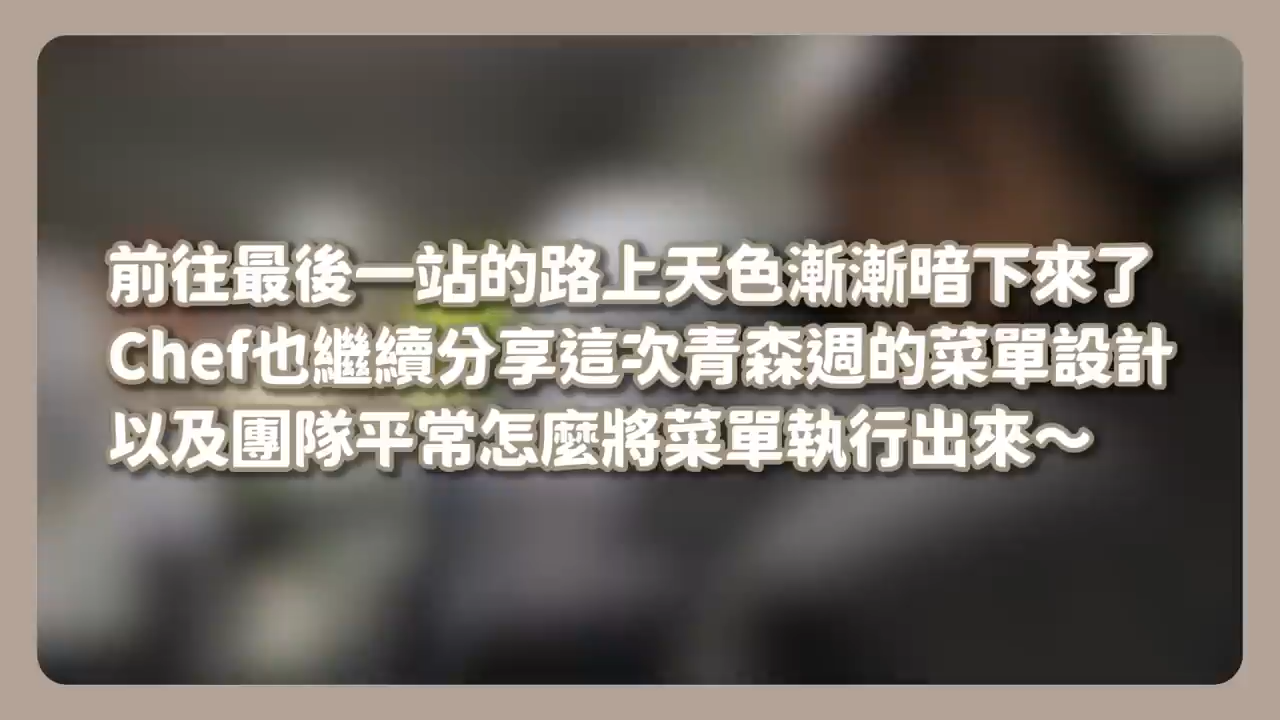 前往最後一站的路上天色漸漸暗下來了
Chef也繼續分享這次青森週的菜單設計
以及團隊平常怎麼將菜單執行出來～